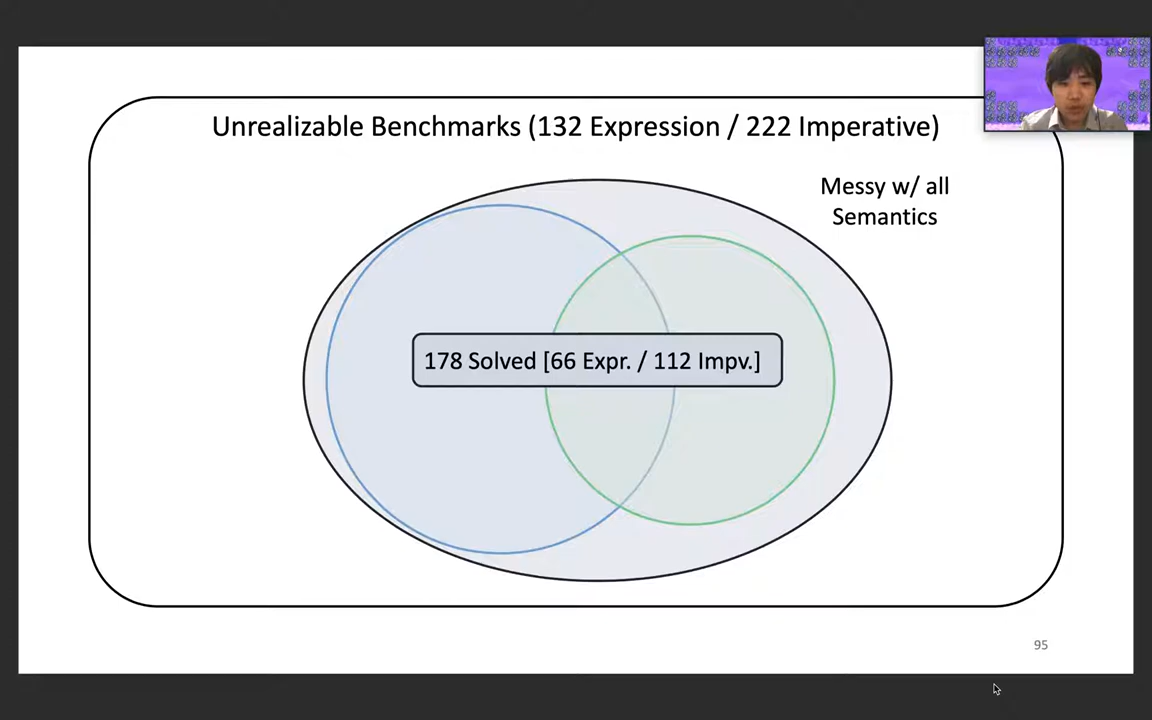 Unrealizable Benchmarks (132 Expression / 222 Imperative)
Messy w/ all
Semantics
178 Solved [66 Expr. / 112 Impv.]
95